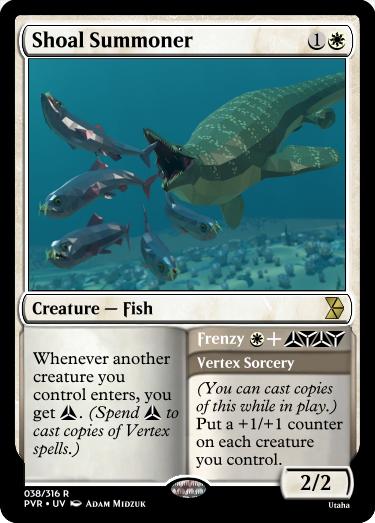 Shoal Summoner 1
Creature — Fish
Whenever another
creature you
control enters, you
get . (Spend to
cast copies of Vertex
spells.)
Frenzy +
Vertex Sorcery
(You can cast copies
of this while in play.)
Put a +1/+1 counter
on each creature
you control.
2/2
038/316 R
PVR • UV ADAM MIDZUK
Utaha